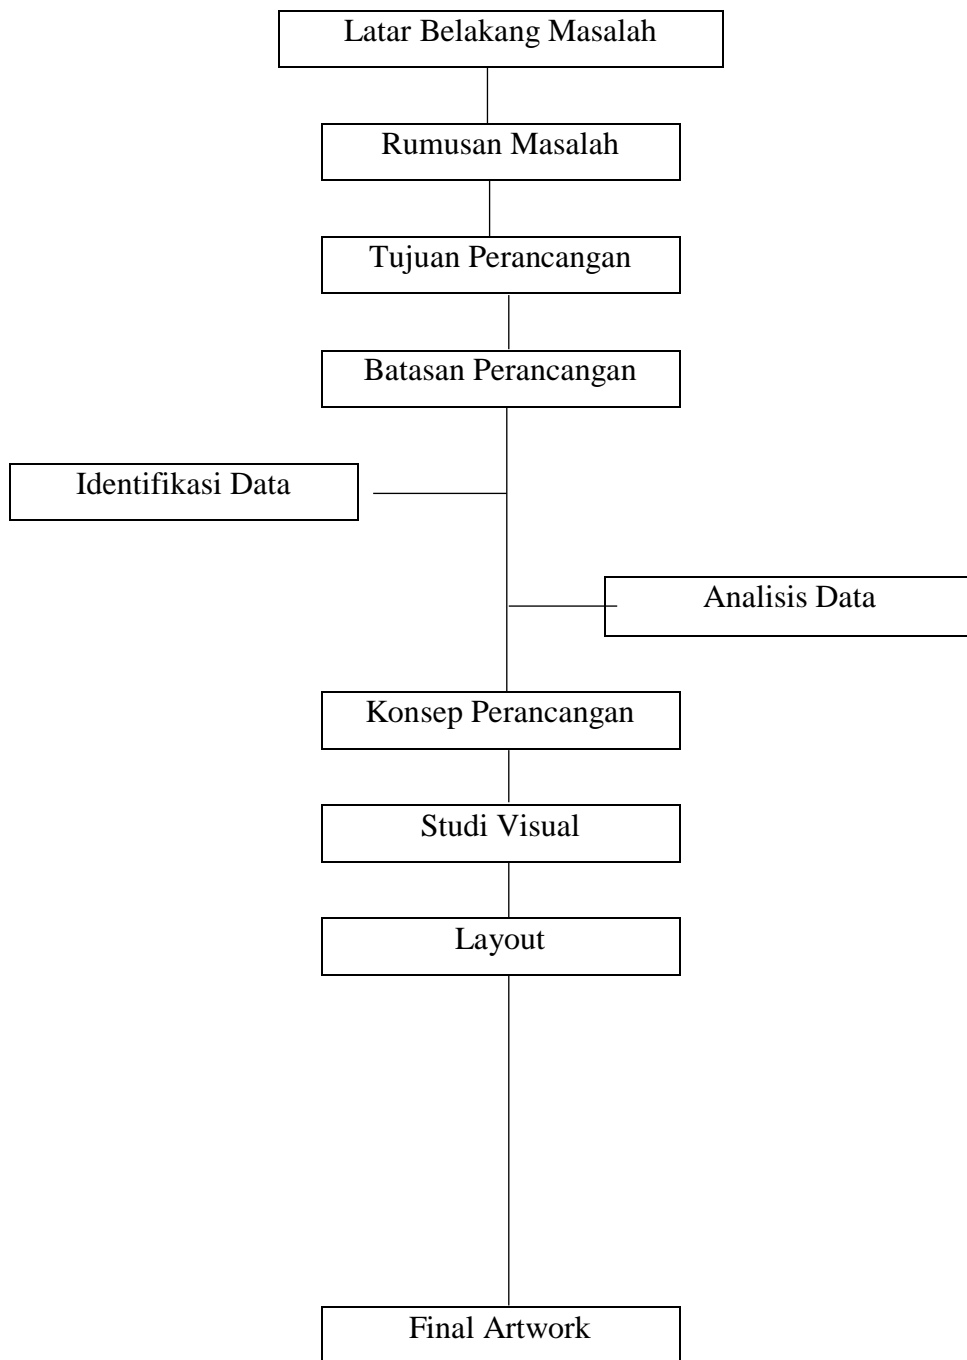 Latar Belakang Masalah
Rumusan Masalah
Tujuan Perancangan
Batasan Perancangan
Identifikasi Data
Analisis Data
Konsep Perancangan
Studi Visual
Layout
Final Artwork